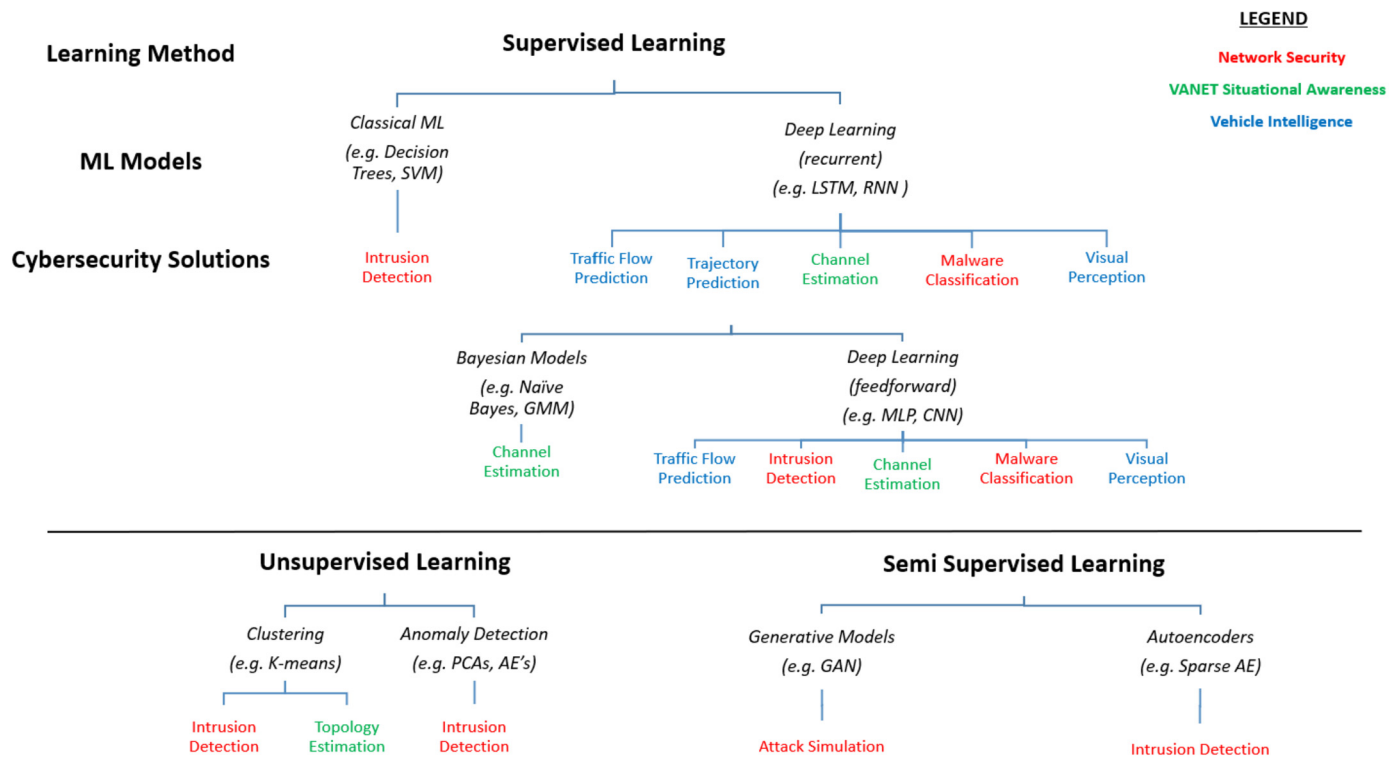 LEGEND
Network Security
VANET Situational Awareness
Vehicle Intelligence
Learning Method
Supervised Learning
ML Models
Classical ML
(e.g. Decision
Trees, SVM)
Deep Learning
(recurrent)
(e.g. LSTM, RNN )
Cybersecurity Solutions
Intrusion
Detection
Traffic Flow
Prediction
Trajectory
Prediction
Channel
Estimation
Malware
Classification
Visual
Perception
Bayesian Models
(e.g. Naïve
Bayes, GMM)
Deep Learning
(feedforward)
(e.g. MLP, CNN)
Channel
Estimation
Traffic Flow
Prediction
Intrusion
Detection
Channel
Estimation
Malware
Classification
Visual
Perception
Unsupervised Learning
Clustering
(e.g. K-means)
Anomaly Detection
(e.g. PCAs, AE’s)
Intrusion
Detection
Topology
Estimation
Intrusion
Detection
Semi Supervised Learning
Generative Models
(e.g. GAN)
Autoencoders
(e.g. Sparse AE)
Attack Simulation
Intrusion Detection